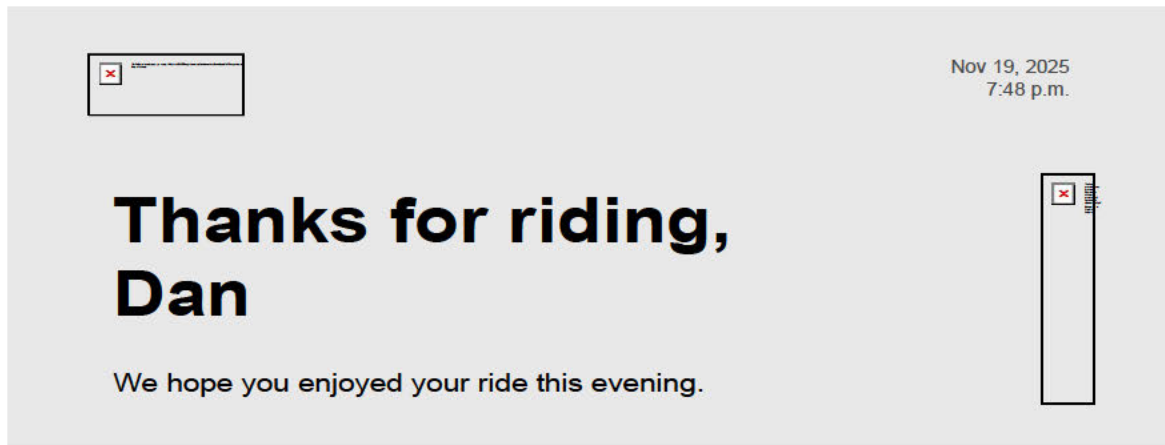 Nov 19, 2025
7:48 p.m.
Thanks for riding,
Dan
We hope you enjoyed your ride this evening.